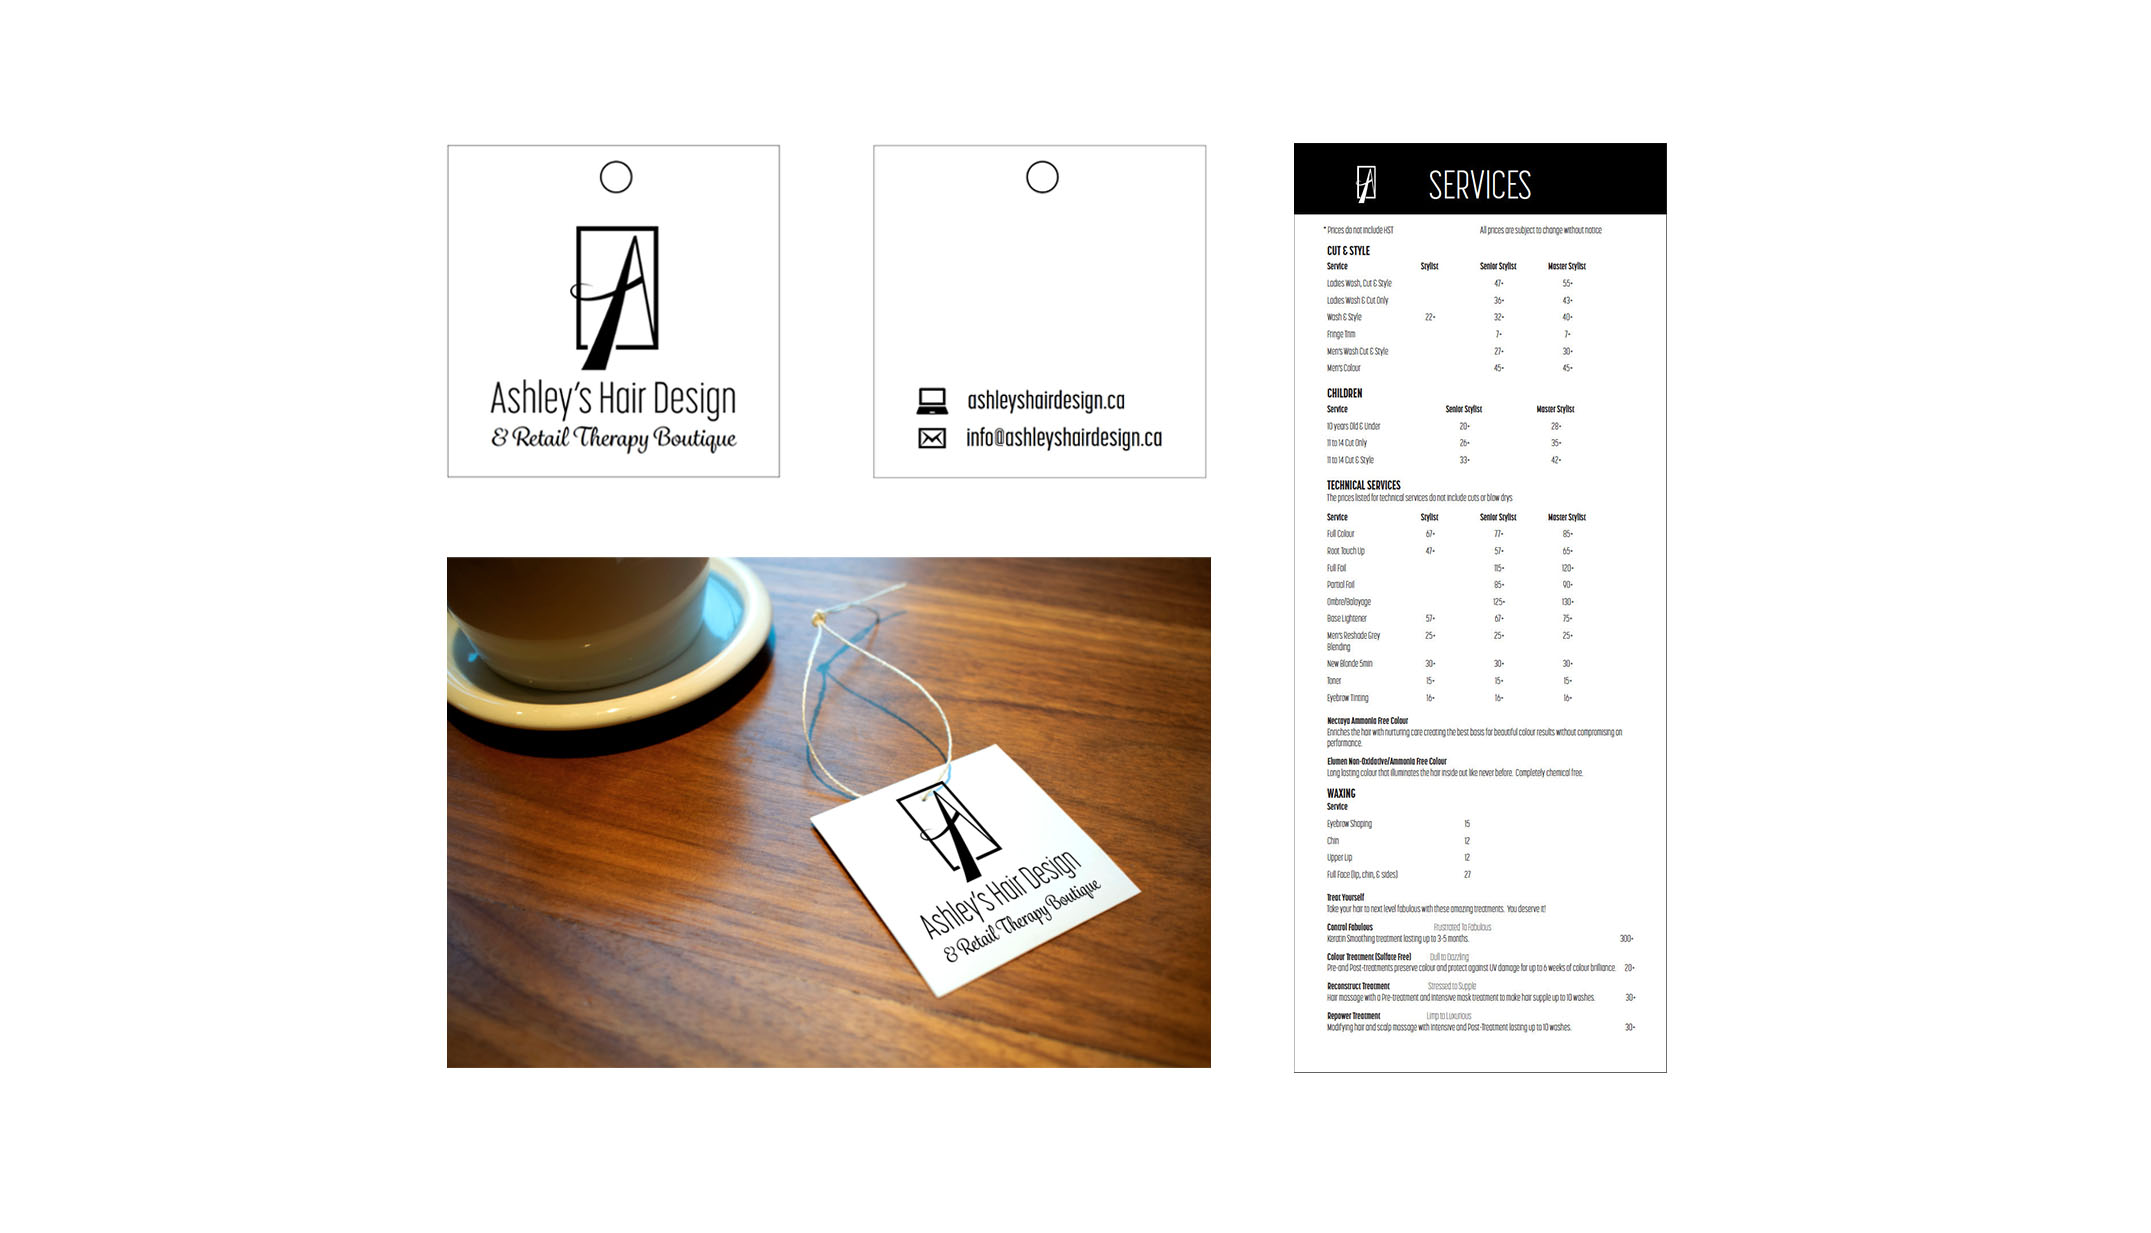 Ashley's Hair Design
& Retail Therapy Boutique
ashleyshairdesign.ca
info@ashleyshairdesign.ca
Ashley's Hair Design
& Retail Therapy Boutique
SERVICES
* Prices do not include HST All prices are subject to change without notice
CUT & STYLE
Service Stylist Senior Stylist Master Stylist
Ladies Wash, Cut & Style 47+ 55+
Ladies Wash & Cut Only 36+ 43+
Wash & Style 22+ 32+ 40+
Fringe Trim 7+ 7+
Men's Wash Cut & Style 27+ 30+
Men's Colour 45+ 45+
CHILDREN
Service Senior Stylist Master Stylist
10 years Old & Under 20+ 28+
11 to 14 Cut Only 26+ 35+
11 to 14 Cut & Style 33+ 42+
TECHNICAL SERVICES
The prices listed for technical services do not include cuts or blow drys
Service Stylist Senior Stylist Master Stylist
Full Colour 67+ 77+ 85+
Root Touch Up 47+ 57+ 65+
Full Foil 115+ 120+
Partial Foil 85+ 90+
Ombre/Balayage 125+ 130+
Base Lightener 57+ 67+ 75+
Men's Reshade Grey 25+ 25+ 25+
Blending
New Blonde 5min 30+ 30+ 30+
Toner 15+ 15+ 15+
Eyebrow Tinting 16+ 16+ 16+
Nectaya Ammonia Free Colour
Enriches the hair with nurturing care creating the best basis for beautiful colour results without compromising on
performance.
Elumen Non-Oxidative/Ammonia Free Colour
Long lasting colour that illuminates the hair inside out like never before. Completely chemical free.
WAXING
Service
Eyebrow Shaping 15
Chin 12
Upper Lip 12
Full Face (lip, chin, & sides) 27
Treat Yourself
Take your hair to next level fabulous with these amazing treatments. You deserve it!
Control Fabulous Frustrated To Fabulous
Keratin Smoothing treatment lasting up to 3-5 months. 300+
Colour Treatment (Sulfate Free) Dull to Dazzling
Pre-and Post-treatments preserve colour and protect against UV damage for up to 6 weeks of colour brilliance. 20+
Reconstruct Treatment Stressed to Supple
Hair massage with a Pre-treatment and Intensive mask treatment to make hair supple up to 10 washes. 30+
Repower Treatment Limp to Luxurious
Modifying hair and scalp massage with Intensive and Post-Treatment lasting up to 10 washes. 30+